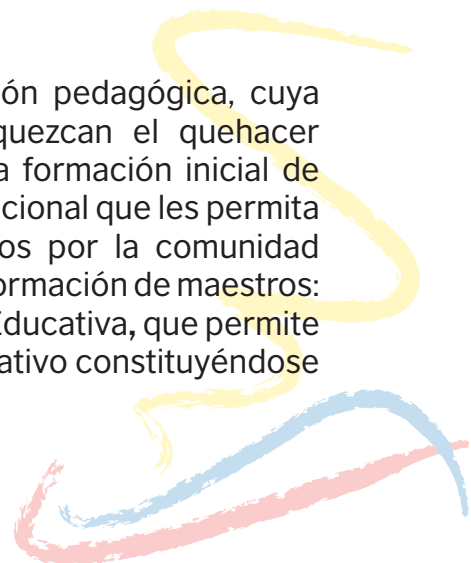 ón pedagógica, cuya
quezcan el quehacer
a formación inicial de
cional que les permita
os por la comunidad
ormación de maestros:
Educativa, que permite
ativo constituyéndose